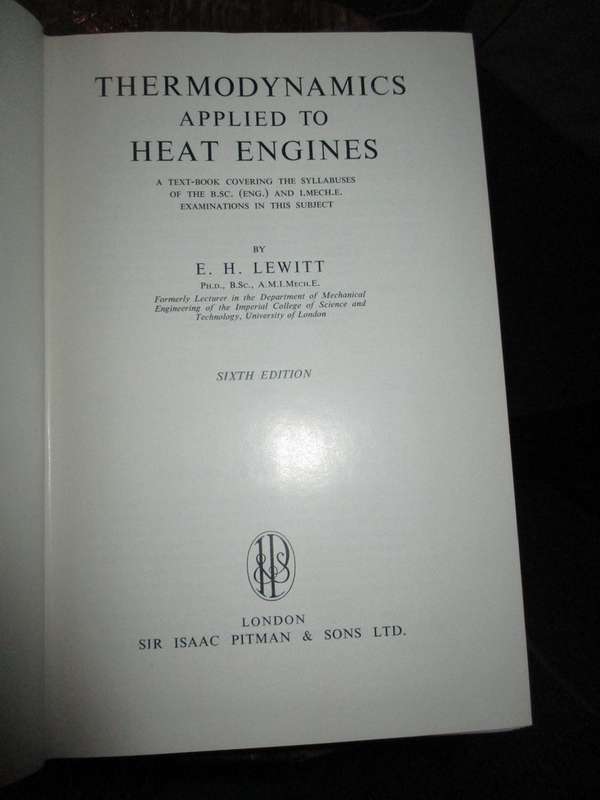 THERMODYNAMICS
APPLIED TO
HEAT ENGINES
A TEXT-BOOK COVERING THE SYLLABUSES
OF THE B.SC. (ENG.) AND I.MECH.E.
EXAMINATIONS IN THIS SUBJECT
BY
E. H. LEWITT
PH.D., B.SC., A.M.I.MECH.E.
Formerly Lecturer in the Department of Mechanical
Engineering of the Imperial College of Science and
Technology, University of London
SIXTH EDITION
LONDON
SIR ISAAC PITMAN & SONS LTD.